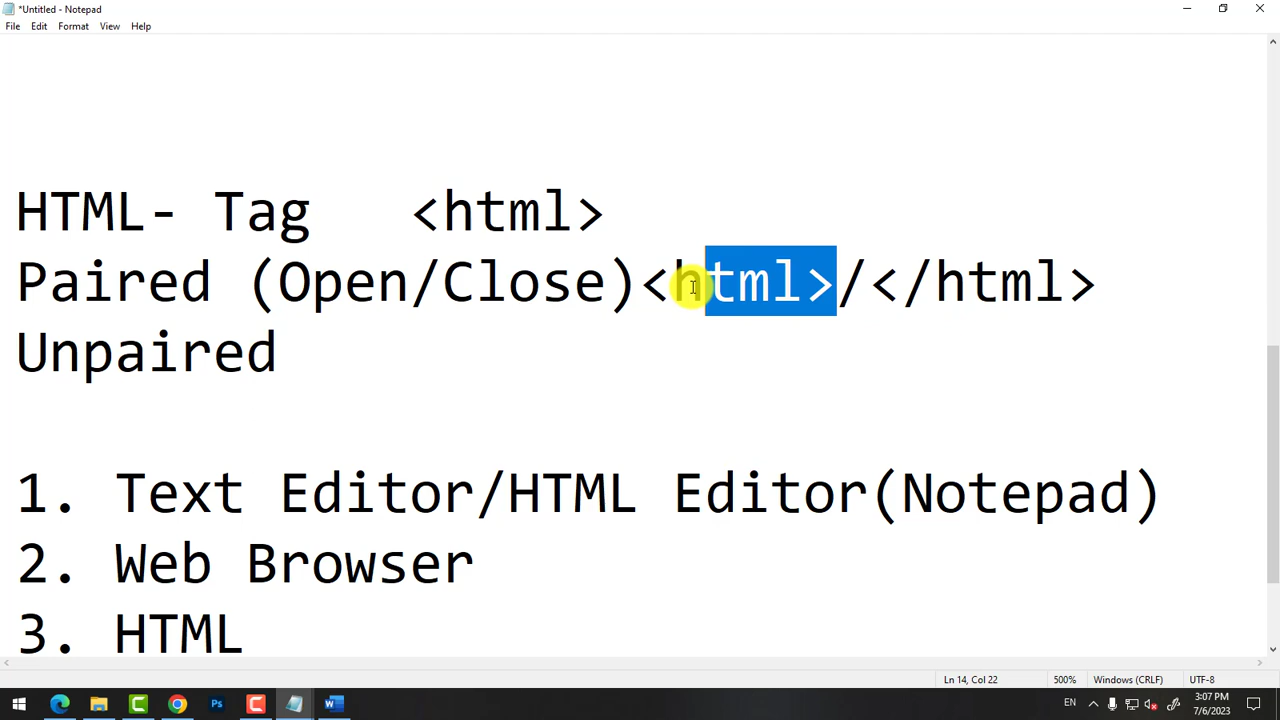 *Untitled - Notepad
File Edit Format View Help
HTML- Tag <html>
Paired (Open/Close)<html>/</html>
Unpaired
1. Text Editor/HTML Editor(Notepad)
2. Web Browser
3. HTML
Ln 14, Col 22 500% Windows (CRLF) UTF-8
Ps W EN 3:07 PM
7/6/2023